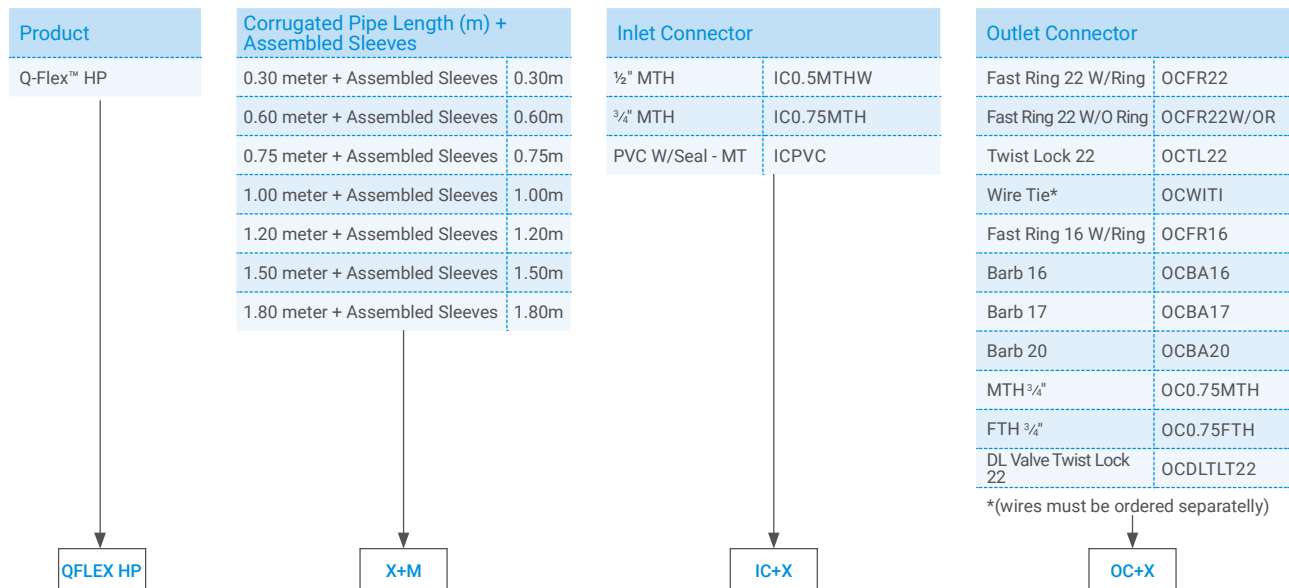 Product
Q-Flex™ HP
QFLEX HP
Corrugated Pipe Length (m) +
Assembled Sleeves
0.30 meter + Assembled Sleeves 0.30m
0.60 meter + Assembled Sleeves 0.60m
0.75 meter + Assembled Sleeves 0.75m
1.00 meter + Assembled Sleeves 1.00m
1.20 meter + Assembled Sleeves 1.20m
1.50 meter + Assembled Sleeves 1.50m
1.80 meter + Assembled Sleeves 1.80m
X+M
Inlet Connector
½" MTH IC0.5MTHW
¾" MTH IC0.75MTH
PVC W/Seal - MT ICPVC
IC+X
Outlet Connector
Fast Ring 22 W/Ring OCFR22
Fast Ring 22 W/O Ring OCFR22W/OR
Twist Lock 22 OCTL22
Wire Tie* OCWITI
Fast Ring 16 W/Ring OCFR16
Barb 16 OCBA16
Barb 17 OCBA17
Barb 20 OCBA20
MTH ¾" OC0.75MTH
FTH ¾" OC0.75FTH
DL Valve Twist Lock
22 OCDLTLT22
*(wires must be ordered separatelly)
OC+X